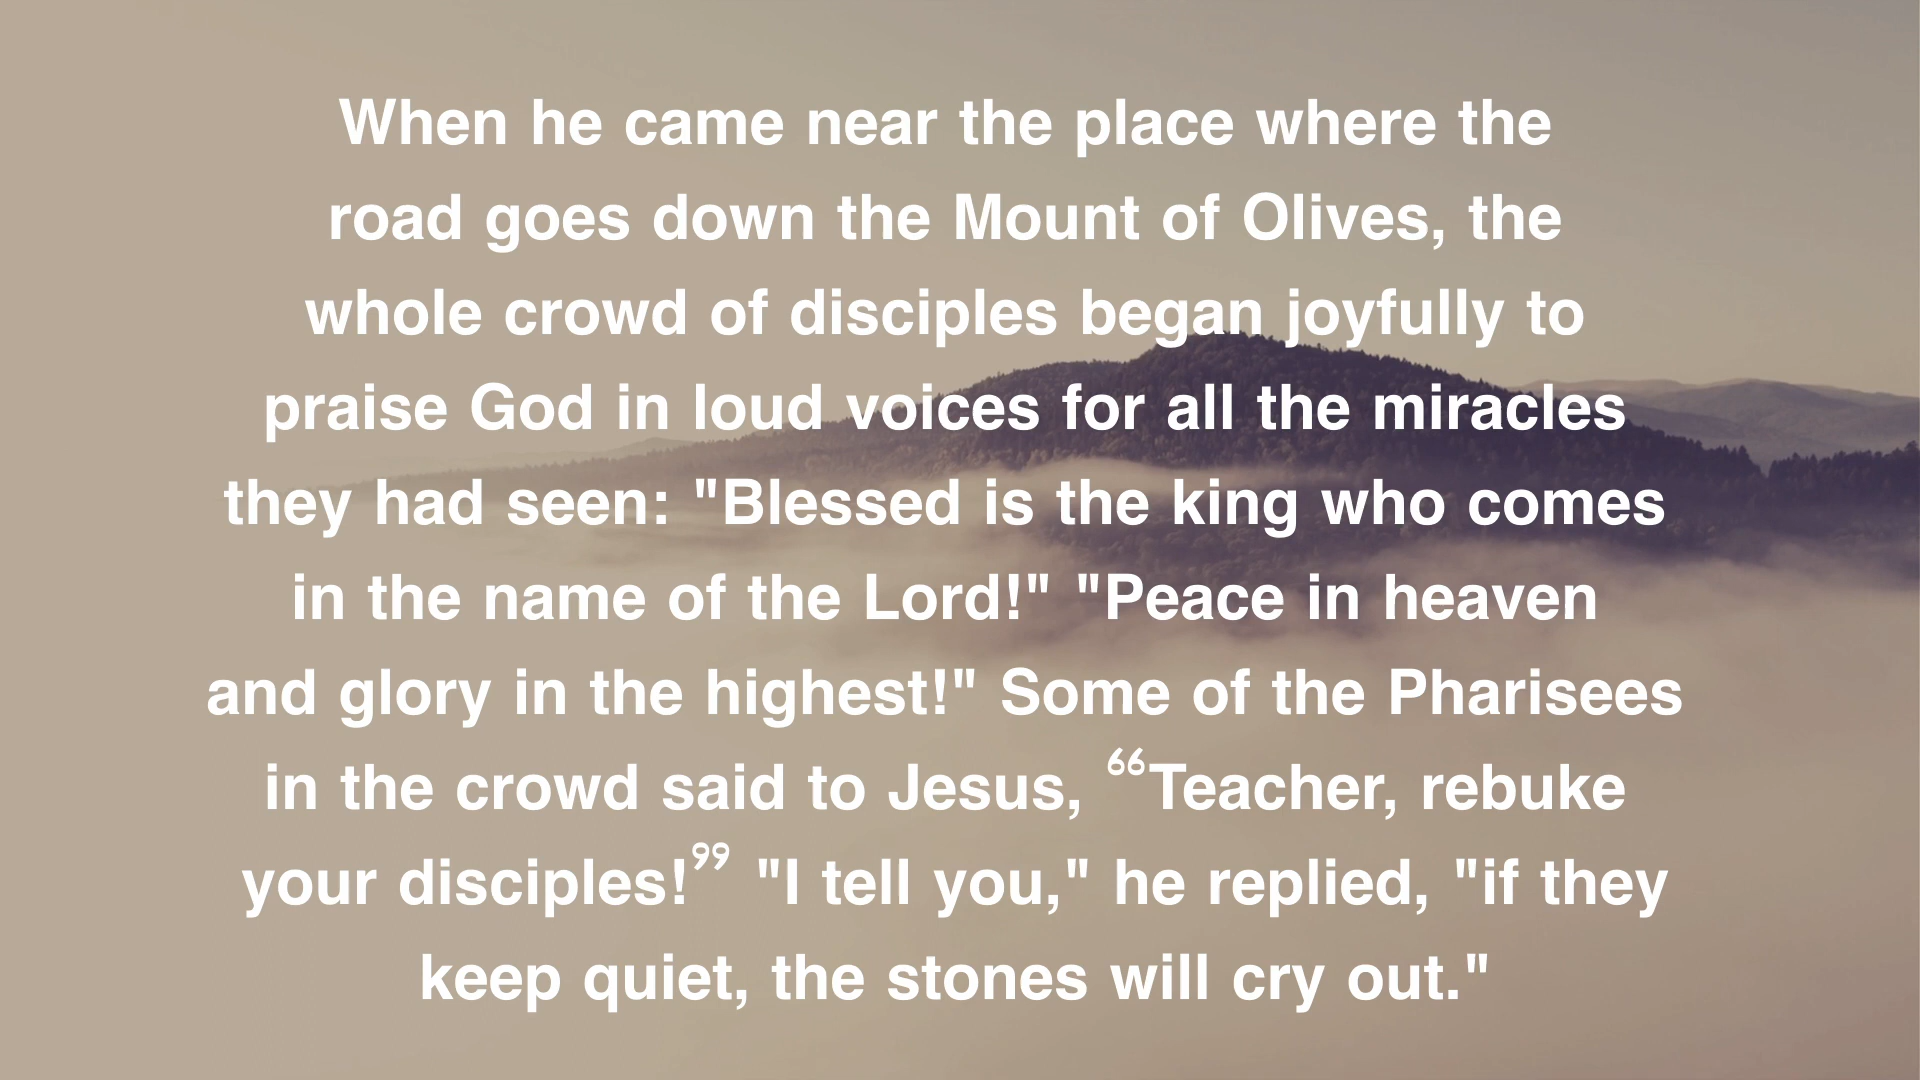 When he came near the place where the
road goes down the Mount of Olives, the
whole crowd of disciples began joyfully to
praise God in loud voices for all the miracles
they had seen: "Blessed is the king who comes
in the name of the Lord!" "Peace in heaven
and glory in the highest!" Some of the Pharisees
in the crowd said to Jesus, “Teacher, rebuke
your disciples!” "I tell you," he replied, "if they
keep quiet, the stones will cry out."